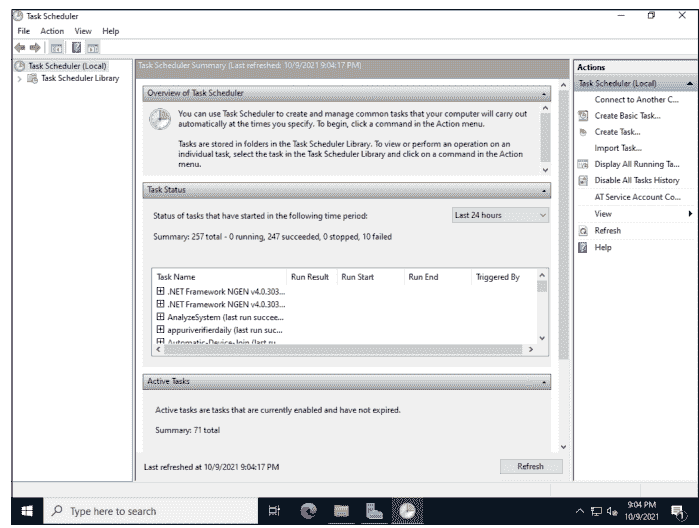 Task Scheduler
File Action View Help
Task Scheduler (Local)
Task Scheduler Library
Task Scheduler Summary (Last refreshed: 10/9/2021 9:04:17 PM)
Overview of Task Scheduler
You can use Task Scheduler to create and manage common tasks that your computer will carry out
automatically at the times you specify. To begin, click a command in the Action menu.
Tasks are stored in folders in the Task Scheduler Library. To view or perform an operation on an
individual task, select the task in the Task Scheduler Library and click on a command in the Action
menu.
Task Status
Status of tasks that have started in the following time period:
Last 24 hours
Summary: 257 total - 0 running, 247 succeeded, 0 stopped, 10 failed
Task Name Run Result Run Start Run End Triggered By
.NET Framework NGEN v4.0.303...
.NET Framework NGEN v4.0.303...
AnalyzeSystem (last run succee...
appuriverifierdaily (last run suc...
Automatic-Device-Join (last ru...
Active Tasks
Active tasks are tasks that are currently enabled and have not expired.
Summary: 71 total
Last refreshed at 10/9/2021 9:04:17 PM
Refresh
Actions
Task Scheduler (Local)
Connect to Another C...
Create Basic Task...
Create Task...
Import Task...
Display All Running Ta...
Disable All Tasks History
AT Service Account Co...
View
Refresh
Help
Type here to search
9:04 PM
10/9/2021